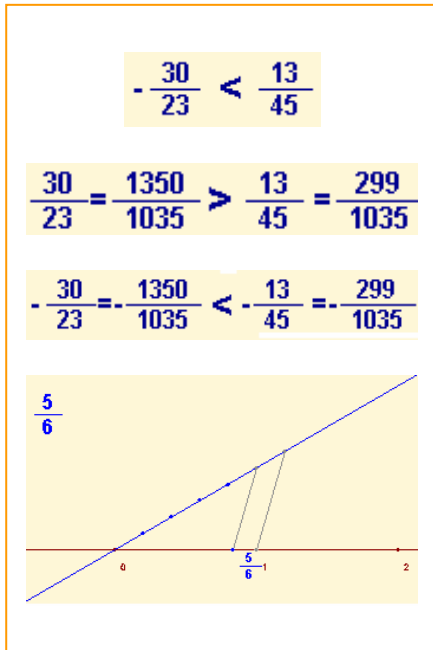 - 30/23 < 13/45
30/23 = 1350/1035 > 13/45 = 299/1035
- 30/23 =- 1350/1035 < - 13/45 =- 299/1035
5/6
0 5/6 1 2